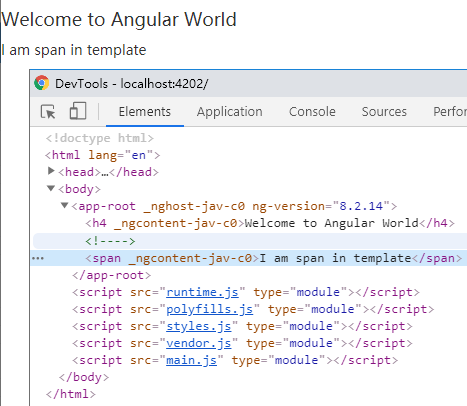 Welcome to Angular World
I am span in template
DevTools - localhost:4202/
Elements Application Console Sources Perfor
<!doctype html>
<html lang="en">
<head>…</head>
<body>
<app-root _nghost-jav-c0 ng-version="8.2.14">
<h4 _ngcontent-jav-c0>Welcome to Angular World</h4>
<!---->
<span _ngcontent-jav-c0>I am span in template</span>
</app-root>
<script src="runtime.js" type="module"></script>
<script src="polyfills.js" type="module"></script>
<script src="styles.js" type="module"></script>
<script src="vendor.js" type="module"></script>
<script src="main.js" type="module"></script>
</body>
</html>